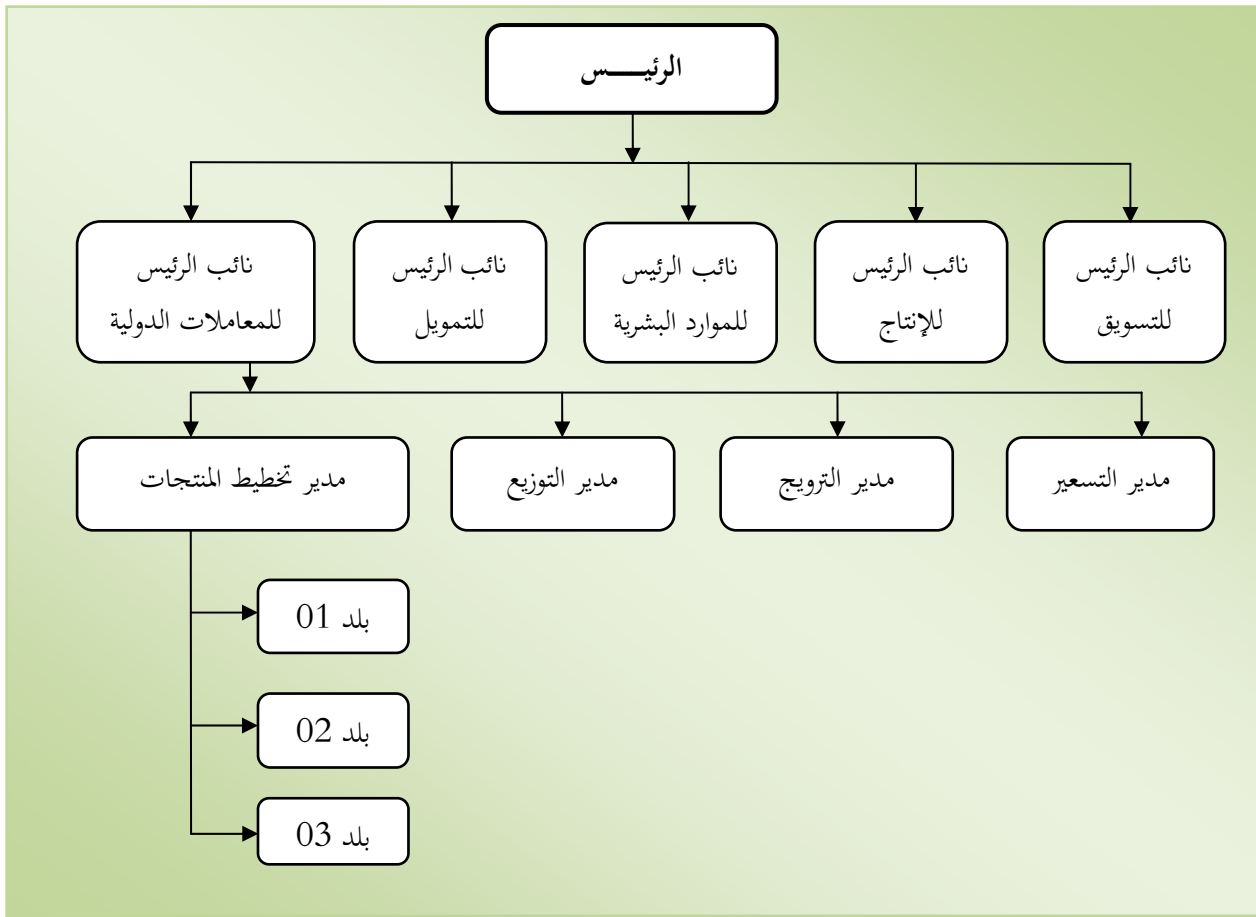 الرئيــــس
نائب الرئيس
للتسويق
نائب الرئيس
للإنتاج
نائب الرئيس
للموارد البشرية
نائب الرئيس
للتمويل
نائب الرئيس
للمعاملات الدولية
مدير التسعير
مدير الترويج
مدير التوزيع
مدير تخطيط المنتجات
بلد 01
بلد 02
بلد 03